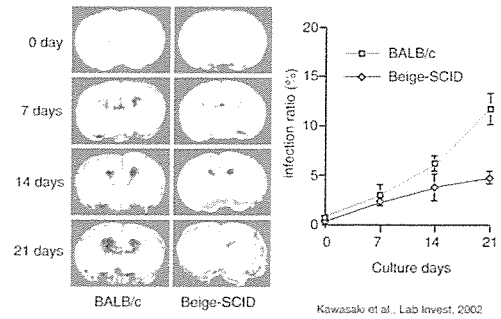 0 day
7 days
14 days
21 days
BALB/c
Beige-SCID
Infection ratio (%)
20
15
10
5
0
BALB/c
Beige-SCID
0
7
14
21
Culture days
Kawasaki et al., Lab Invest, 2002